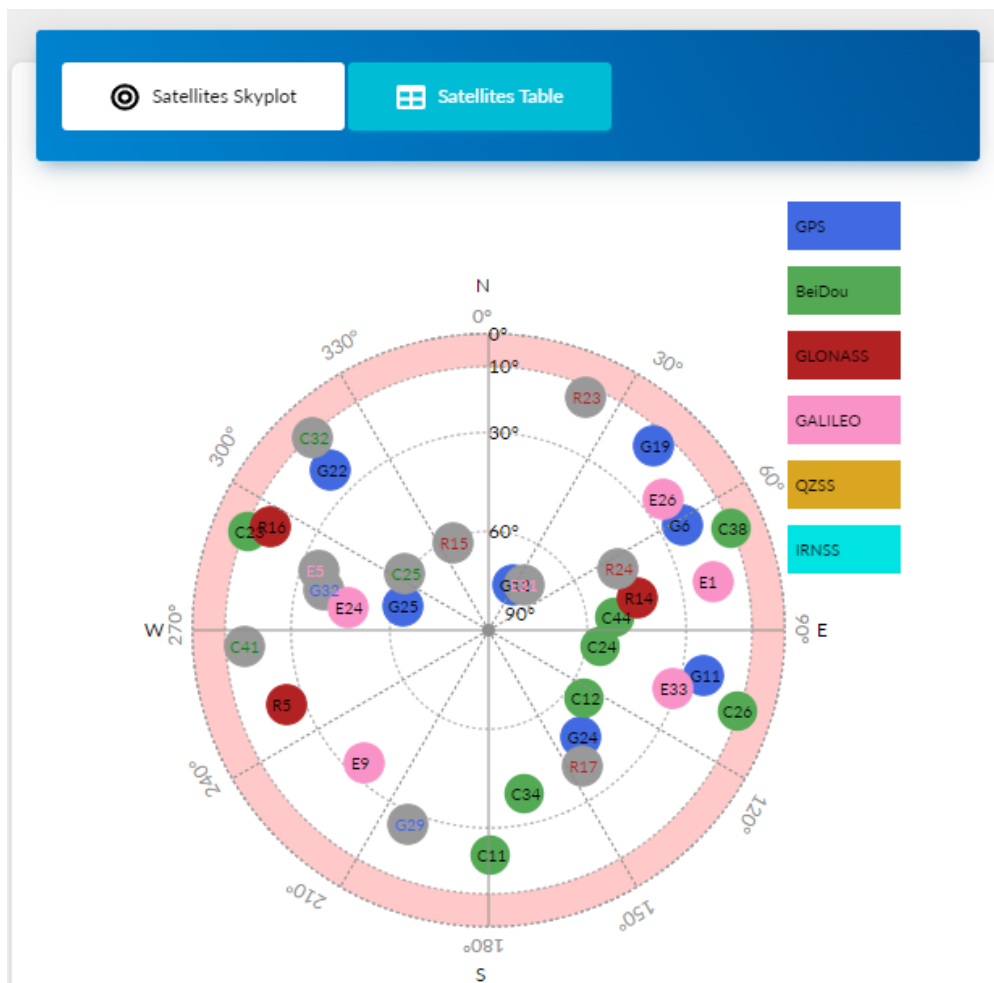 Satellites Skyplot
Satellites Table
GPS
BeiDou
GLONASS
GALILEO
QZSS
IRNSS
N
0°
0°
10°
30°
60°
90°
30°
60°
90°
E
120°
150°
180°
S
210°
240°
270°
W
300°
330°
R23
C32
G22
G19
E26
G6
C38
R16
R15
E5
G32
C25
E24
G25
R24
R14
E1
C44
C24
C41
R5
C12
G11
E33
C26
G24
R17
E9
C34
G29
C11